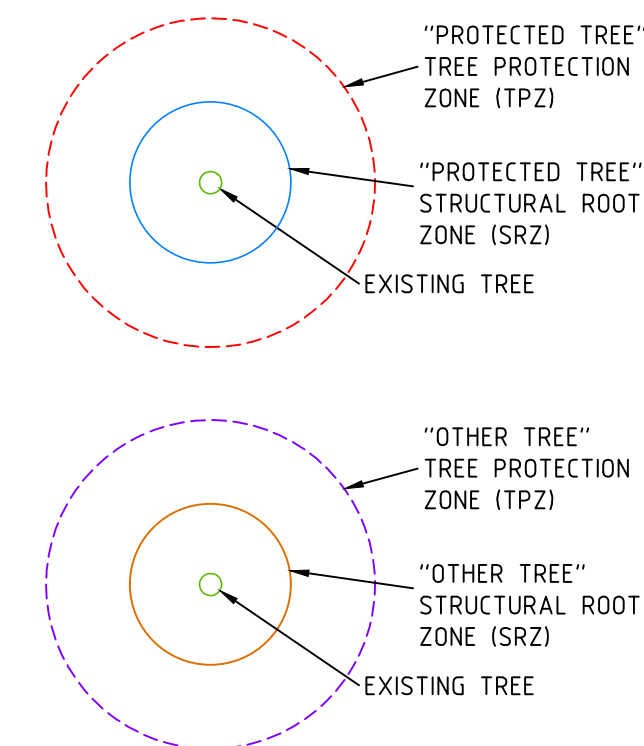 "PROTECTED TREE"
TREE PROTECTION
ZONE (TPZ)
"PROTECTED TREE"
STRUCTURAL ROOT
ZONE (SRZ)
EXISTING TREE
"OTHER TREE"
TREE PROTECTION
ZONE (TPZ)
"OTHER TREE"
STRUCTURAL ROOT
ZONE (SRZ)
EXISTING TREE